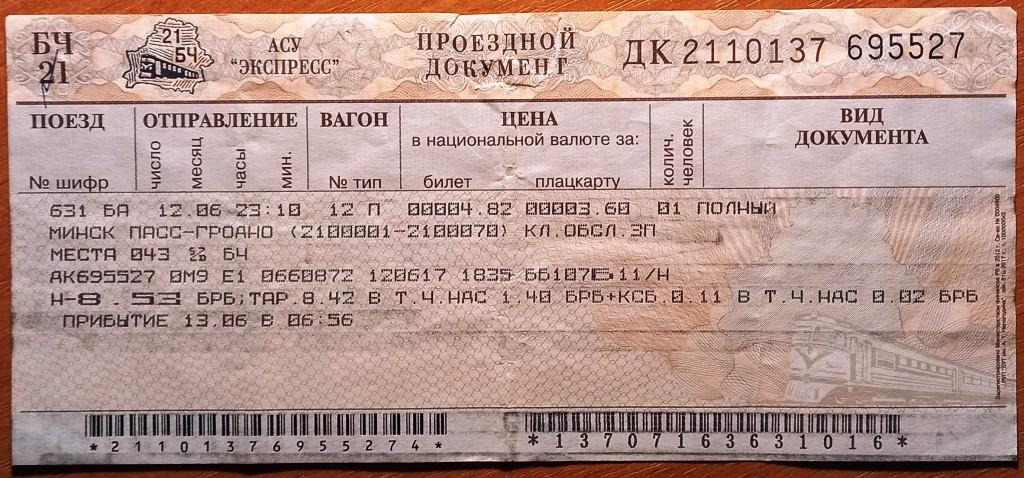 БЧ
21
21
БЧ
АСУ
“ЭКСПРЕСС”
ПРОЕЗДНОЙ
ДОКУМЕНТ
ДК 2110137 695527
ПОЕЗД
№ шифр
ОТПРАВЛЕНИЕ
число месяц часы мин.
ВАГОН
№ тип
ЦЕНА
в национальной валюте за:
билет плацкарту
колич. человек
ВИД
ДОКУМЕНТА
631 БА 12.06 23:10 12 П 00004.82 00003.60 01 ПОЛНЫЙ
МИНСК ПАСС-ГРОДНО (2100001-2100070) КЛ.ОБСЛ.3П
МЕСТА 043 БЧ
АК695527 0М9 Е1 0660872 120617 1835 11/Н
Н-8.53 БРБ;ТАР.8.42 В Т.Ч.НАС 1.40 БРБ+КСБ.0.11 В Т.Ч.НАС 0.02 БРБ
ПРИБЫТИЕ 13.06 В 06:56
*21101376955274*
*13707163631016*